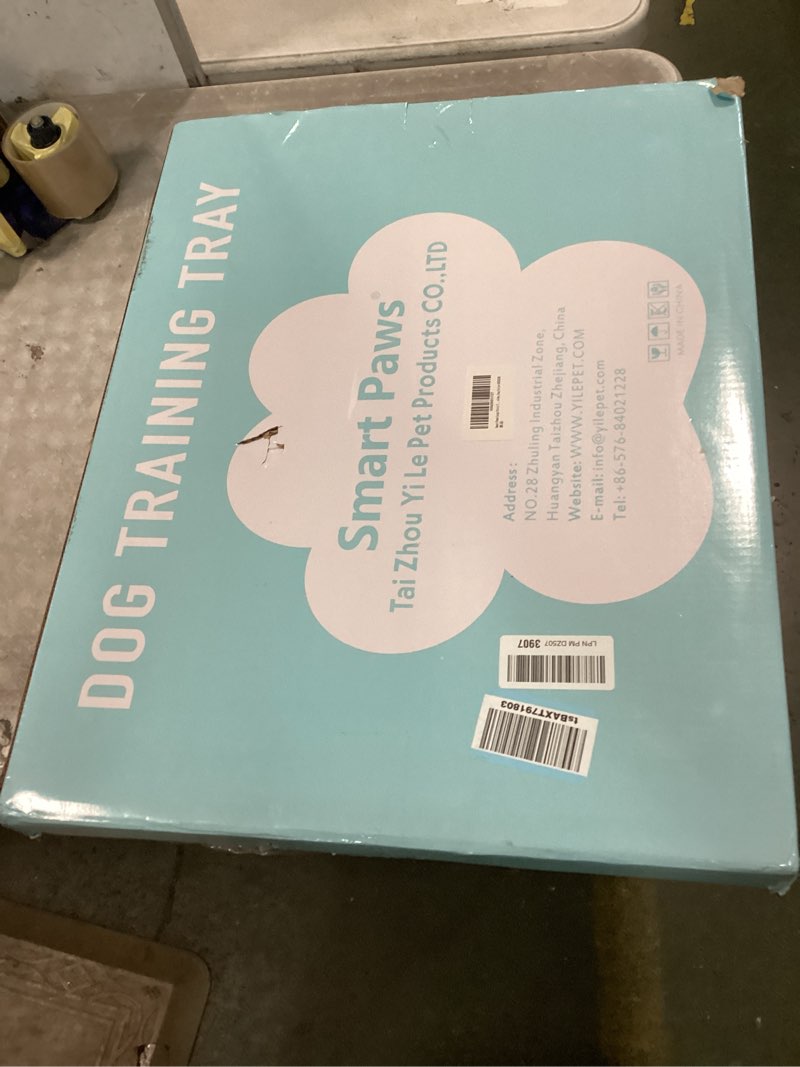 DOG TRAINING TRAY
Smart Paws®
Tai Zhou Yi Le Pet Products CO.,LTD
Address:
NO.28 Zhuling Industrial Zone,
Huangyan Taizhou Zhejiang, China
Website: WWW.YILEPET.COM
E-mail: info@yilepet.com
Tel: +86-576-84021228
MADE IN CHINA
LPN PM DZ507 3907
tsBAXT791803